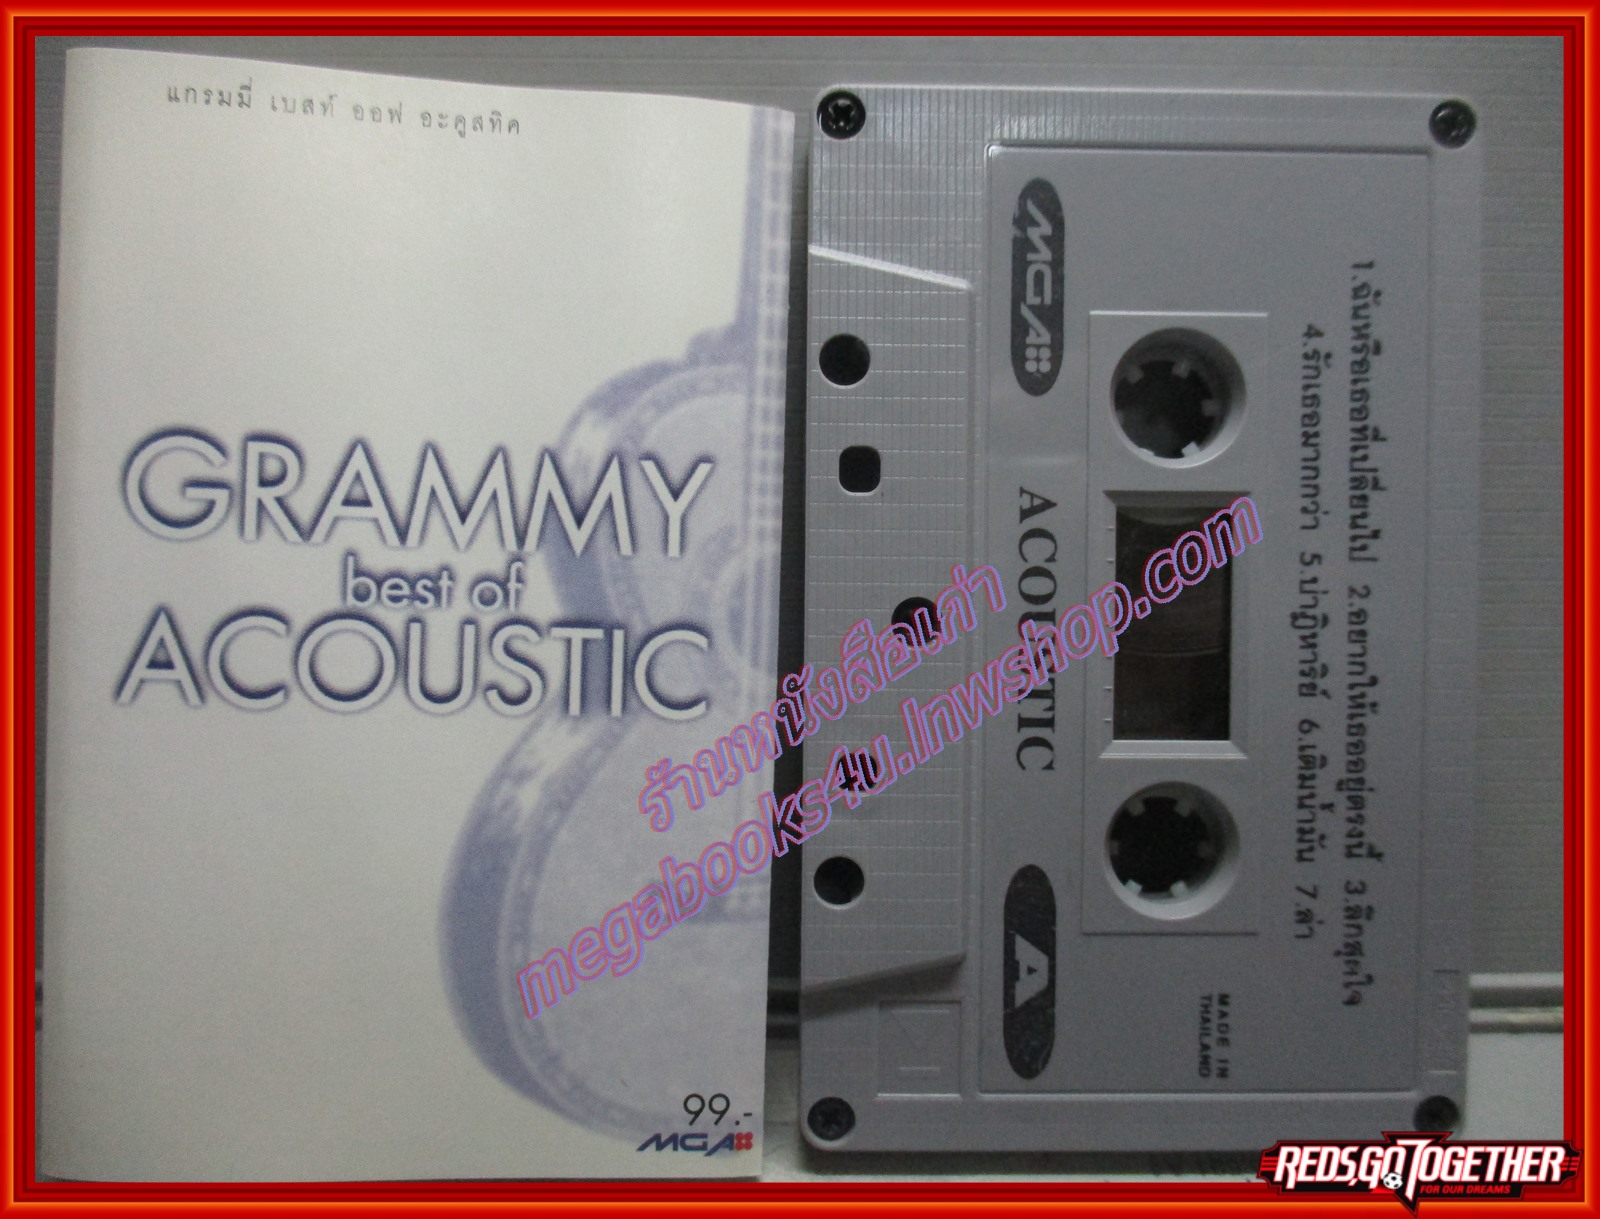 แกรมมี่ เบสท์ ออฟ อะคูสทิค
GRAMMY
best of
ACOUSTIC
99.-
MGA
MGA
ACOUSTIC
A
1.ฉันหรือเธอที่เปลี่ยนไป 2.อยากให้เธออยู่ตรงนี้ 3.ลึกสุดใจ
4.รักเธอมากกว่า 5.ปาฏิหาริย์ 6.เติมน้ำมัน 7.ล่า
MADE IN
THAILAND
ร้านหนังสือเก่า
megabooks4u.lnwshop.com
REDS,GO TOGETHER
FOR OUR DREAMS